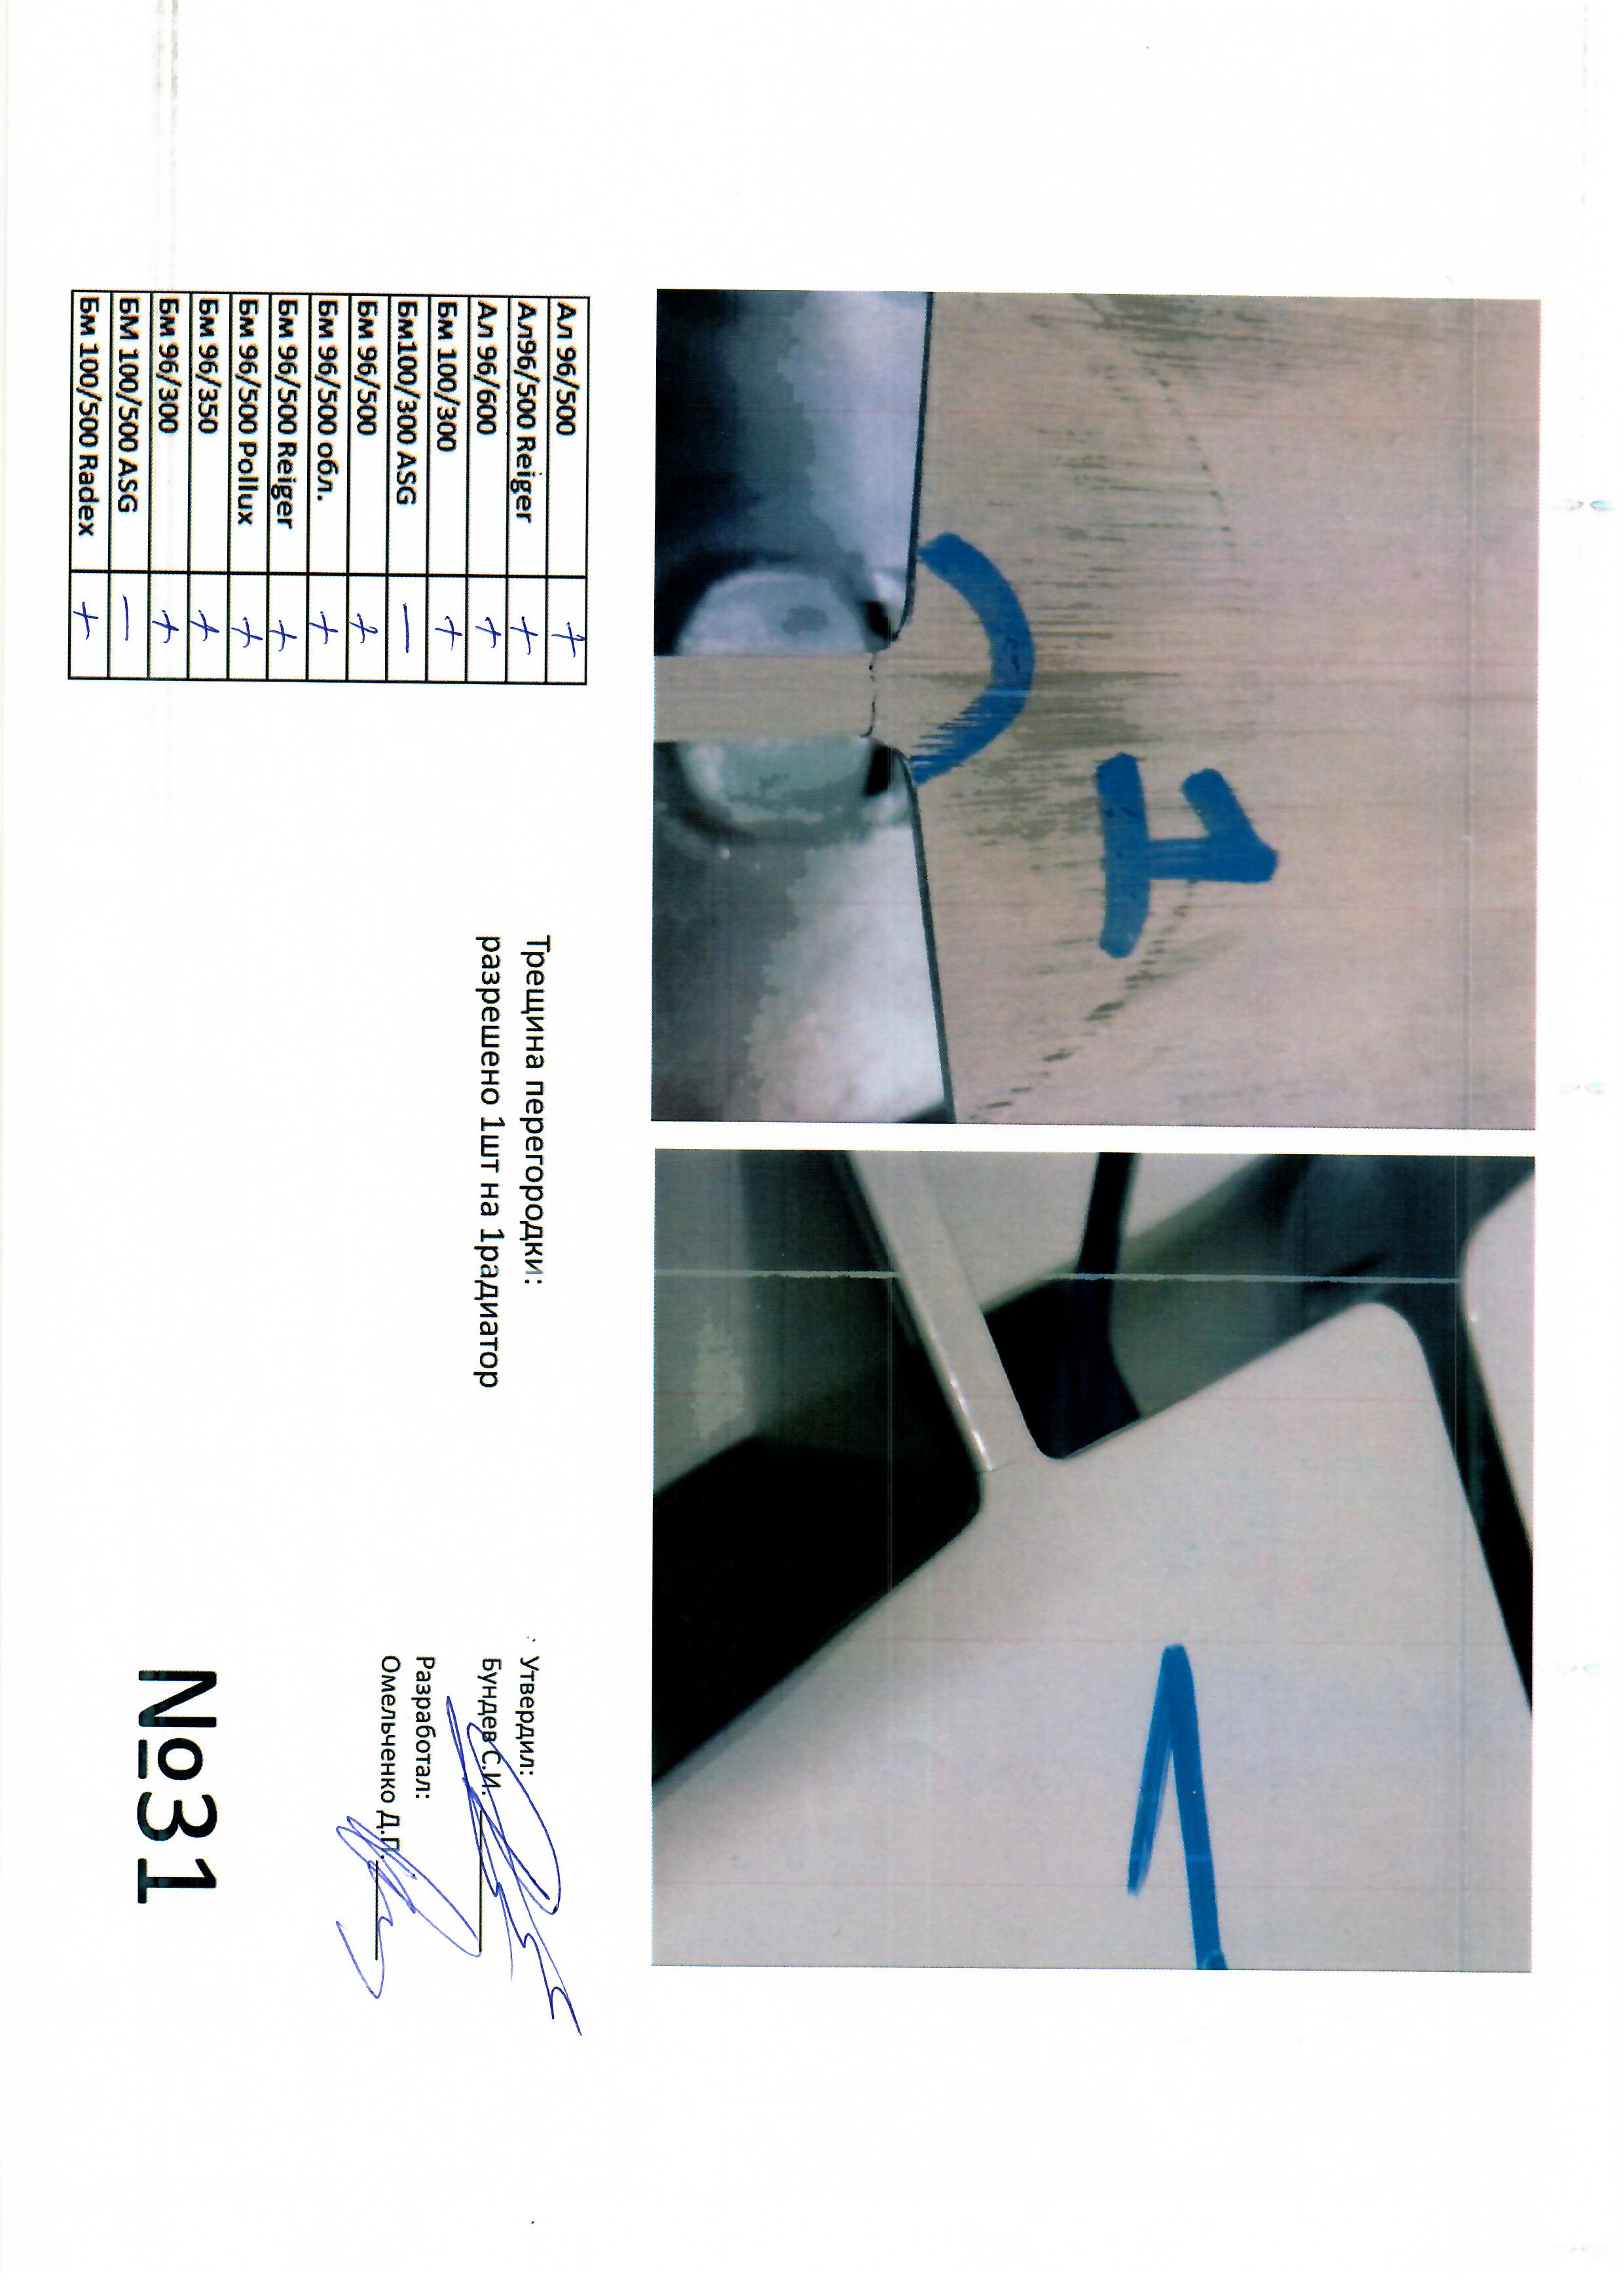 1
1
Ал 96/500 +
Ал96/500 Reiger +
Ал 96/600 +
Бм 100/300 +
Бм100/300 ASG —
Бм 96/500 +
Бм 96/500 обл. +
Бм 96/500 Reiger +
Бм 96/500 Pollux +
Бм 96/350 +
Бм 96/300 +
БМ 100/500 ASG —
Бм 100/500 Radex +
Трещина перегородки:
разрешено 1шт на 1радиатор
Утвердил:
Бундев С.И.
Разработал:
Омельченко Д.П.
№31